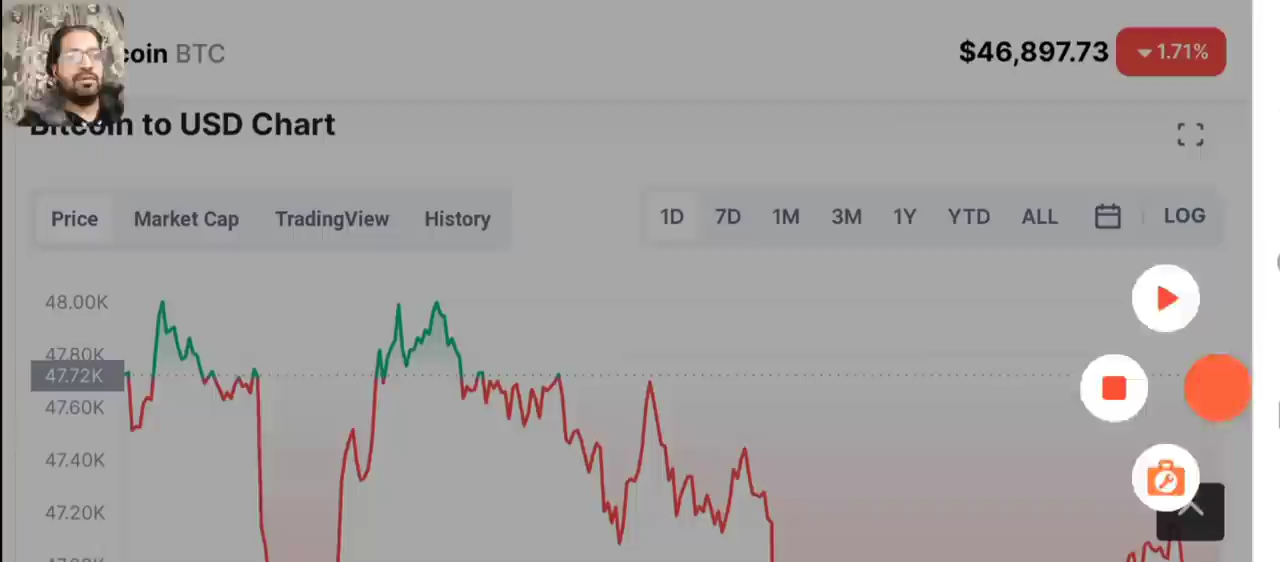 coin BTC
$46,897.73 1.71%
Bitcoin to USD Chart
Price Market Cap TradingView History
1D 7D 1M 3M 1Y YTD ALL LOG
48.00K
47.80K
47.72K
47.60K
47.40K
47.20K